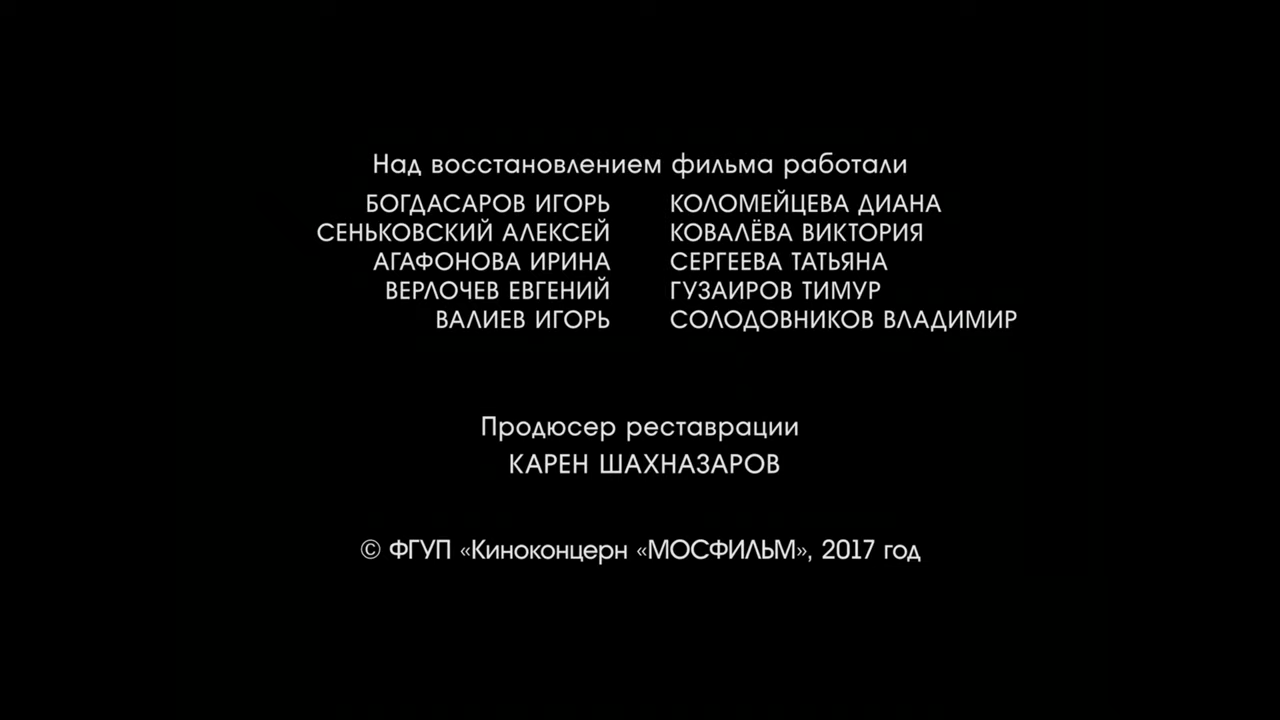 Над восстановлением фильма работали
БОГДАСАРОВ ИГОРЬ КОЛОМЕЙЦЕВА ДИАНА
СЕНЬКОВСКИЙ АЛЕКСЕЙ КОВАЛЁВА ВИКТОРИЯ
АГАФОНОВА ИРИНА СЕРГЕЕВА ТАТЬЯНА
ВЕРЛОЧЕВ ЕВГЕНИЙ ГУЗАИРОВ ТИМУР
ВАЛИЕВ ИГОРЬ СОЛОДОВНИКОВ ВЛАДИМИР
Продюсер реставрации
КАРЕН ШАХНАЗАРОВ
© ФГУП «Киноконцерн «МОСФИЛЬМ», 2017 год